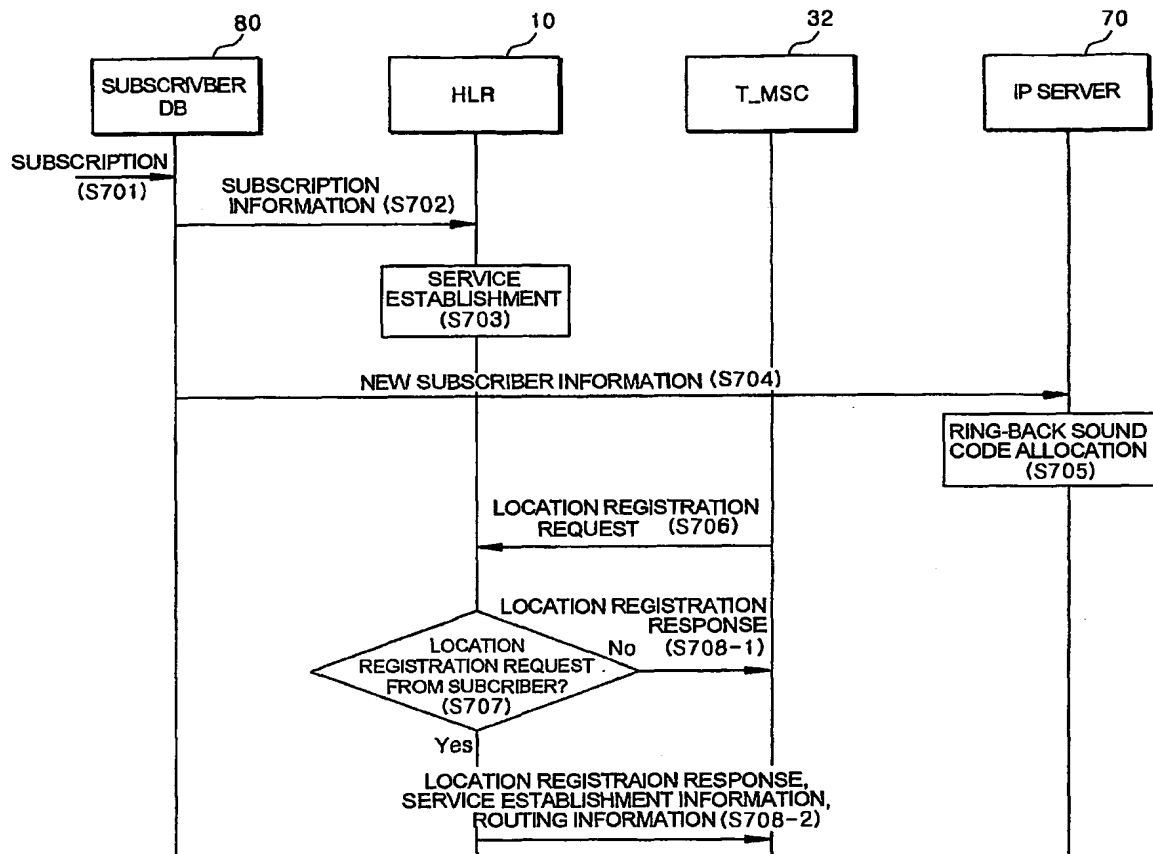 80
10
32
70
SUBSCRIVBER
DB
HLR
T_MSC
IP SERVER
SUBSCRIPTION
(S701)
SUBSCRIPTION
INFORMATION (S702)
SERVICE
ESTABLISHMENT
(S703)
NEW SUBSCRIBER INFORMATION (S704)
RING-BACK SOUND
CODE ALLOCATION
(S705)
LOCATION REGISTRATION
REQUEST (S706)
LOCATION REGISTRATION
RESPONSE
(S708-1)
No
LOCATION
REGISTRATION REQUEST
FROM SUBCRIBER?
(S707)
Yes
LOCATION REGISTRAION RESPONSE,
SERVICE ESTABLISHMENT INFORMATION,
ROUTING INFORMATION (S708-2)